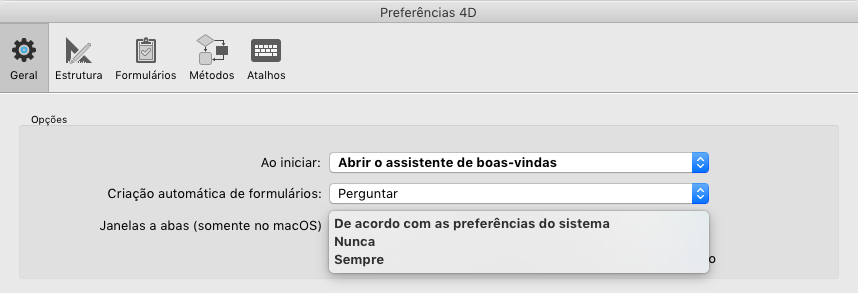 Preferências 4D
Geral Estrutura Formulários Métodos Atalhos
Opções
Ao iniciar: Abrir o assistente de boas-vindas
Criação automática de formulários: Perguntar
Janelas a abas (somente no macOS)
De acordo com as preferências do sistema
Nunca
Sempre